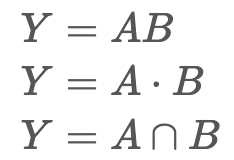 Y = AB
Y = A · B
Y = A ∩ B